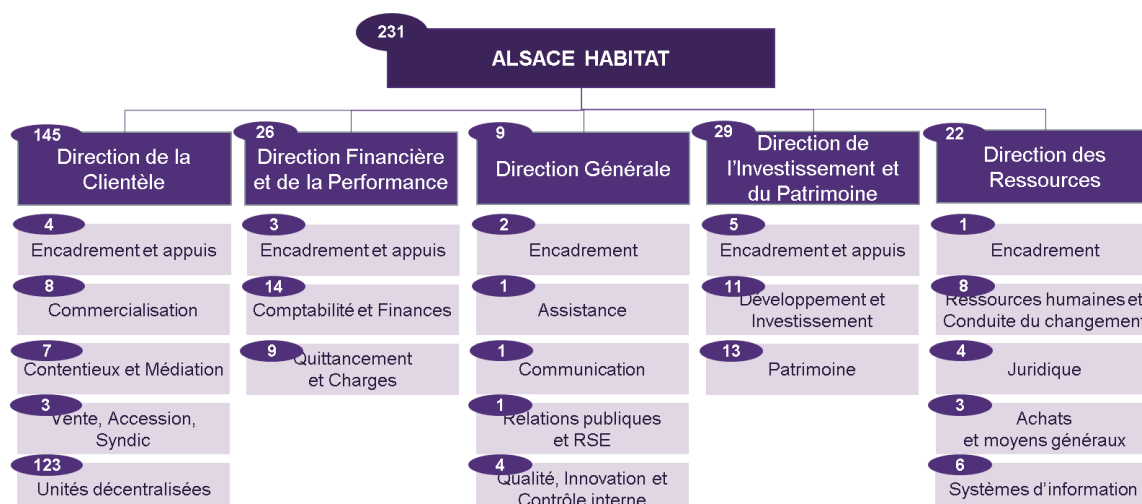 231
ALSACE HABITAT
145
Direction de la
Clientèle
4
Encadrement et appuis
8
Commercialisation
7
Contentieux et Médiation
3
Vente, Accession,
Syndic
123
Unités décentralisées
26
Direction Financière
et de la Performance
3
Encadrement et appuis
14
Comptabilité et Finances
9
Quittancement
et Charges
9
Direction Générale
2
Encadrement
1
Assistance
1
Communication
1
Relations publiques
et RSE
4
Qualité, Innovation et
Contrôle interne
29
Direction de
l'Investissement et
du Patrimoine
5
Encadrement et appuis
11
Développement et
Investissement
13
Patrimoine
22
Direction des
Ressources
1
Encadrement
8
Ressources humaines et
Conduite du changement
4
Juridique
3
Achats
et moyens généraux
6
Systèmes d'information